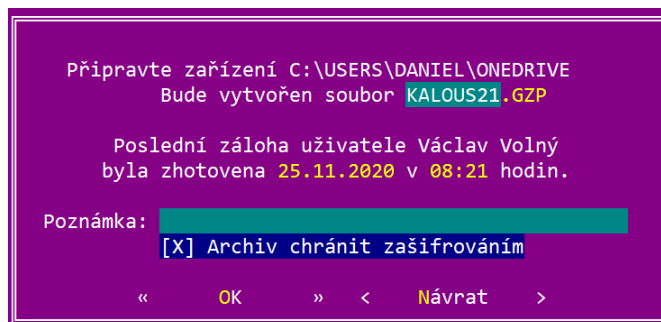 Připravte zařízení C:\USERS\DANIEL\ONEDRIVE
Bude vytvořen soubor KALOUS21.GZP
Poslední záloha uživatele Václav Volný
byla zhotovena 25.11.2020 v 08:21 hodin.
Poznámka:
[X] Archiv chránit zašifrováním
« OK » < Návrat >